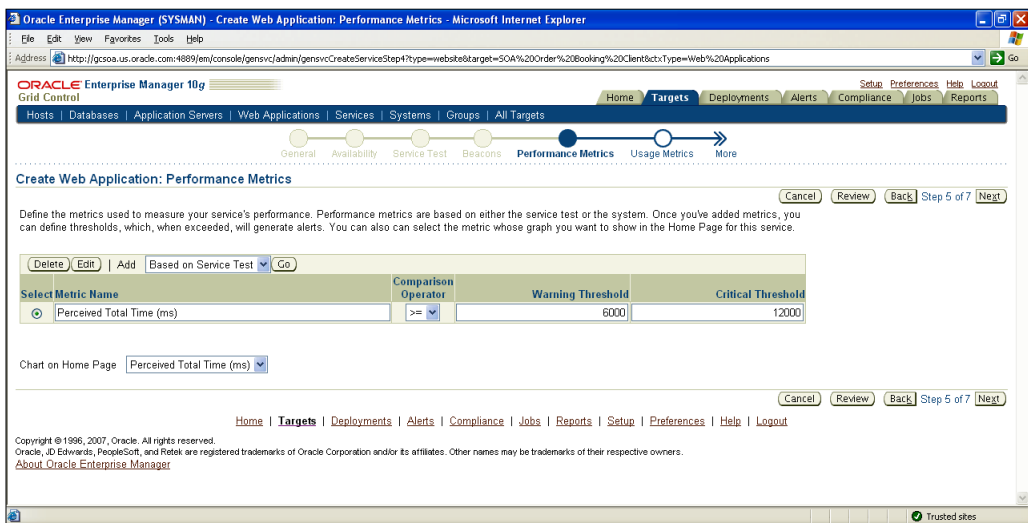 Oracle Enterprise Manager (SYSMAN) - Create Web Application: Performance Metrics - Microsoft Internet Explorer
File Edit View Favorites Tools Help
Address http://gcsoa.us.oracle.com:4889/em/console/gensvc/admin/gensvcCreateServiceStep4?type=website&target=SOA%20Order%20Booking%20Client&ctxType=Web%20Applications Go
ORACLE Enterprise Manager 10g
Setup Preferences Help Logout
Grid Control
Home Targets Deployments Alerts Compliance Jobs Reports
Hosts | Databases | Application Servers | Web Applications | Services | Systems | Groups | All Targets
General Availability Service Test Beacons Performance Metrics Usage Metrics More
Create Web Application: Performance Metrics
Cancel Review Back Step 5 of 7 Next
Define the metrics used to measure your service's performance. Performance metrics are based on either the service test or the system. Once you've added metrics, you
can define thresholds, which, when exceeded, will generate alerts. You can also can select the metric whose graph you want to show in the Home Page for this service.
Delete Edit | Add Based on Service Test Go
Select Metric Name Comparison Operator Warning Threshold Critical Threshold
Perceived Total Time (ms) >= 6000 12000
Chart on Home Page Perceived Total Time (ms)
Cancel Review Back Step 5 of 7 Next
Home | Targets | Deployments | Alerts | Compliance | Jobs | Reports | Setup | Preferences | Help | Logout
Copyright © 1996, 2007, Oracle. All rights reserved.
Oracle, JD Edwards, PeopleSoft, and Retek are registered trademarks of Oracle Corporation and/or its affiliates. Other names may be trademarks of their respective owners.
About Oracle Enterprise Manager
Trusted sites